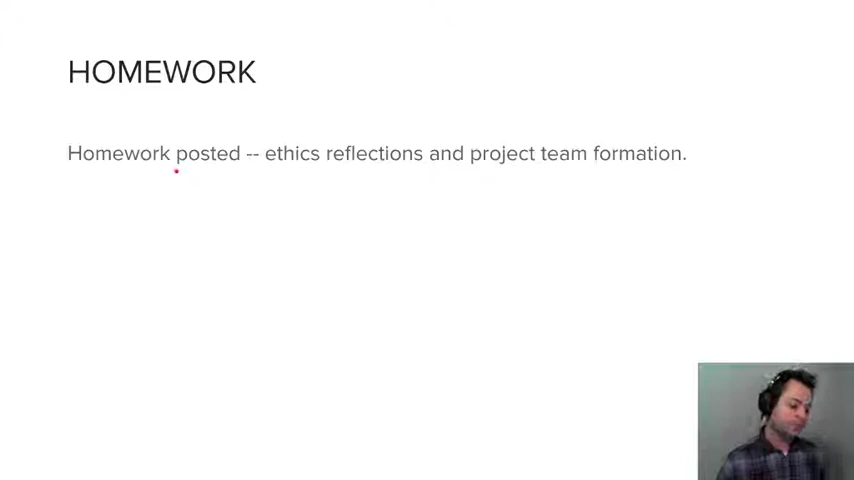 HOMEWORK
Homework posted -- ethics reflections and project team formation.